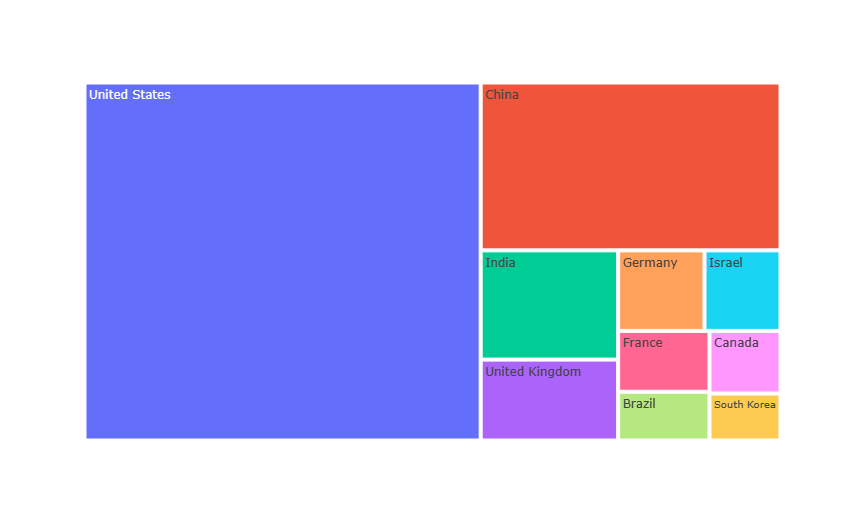 United States
China
India
Germany
Israel
France
Canada
United Kingdom
Brazil
South Korea